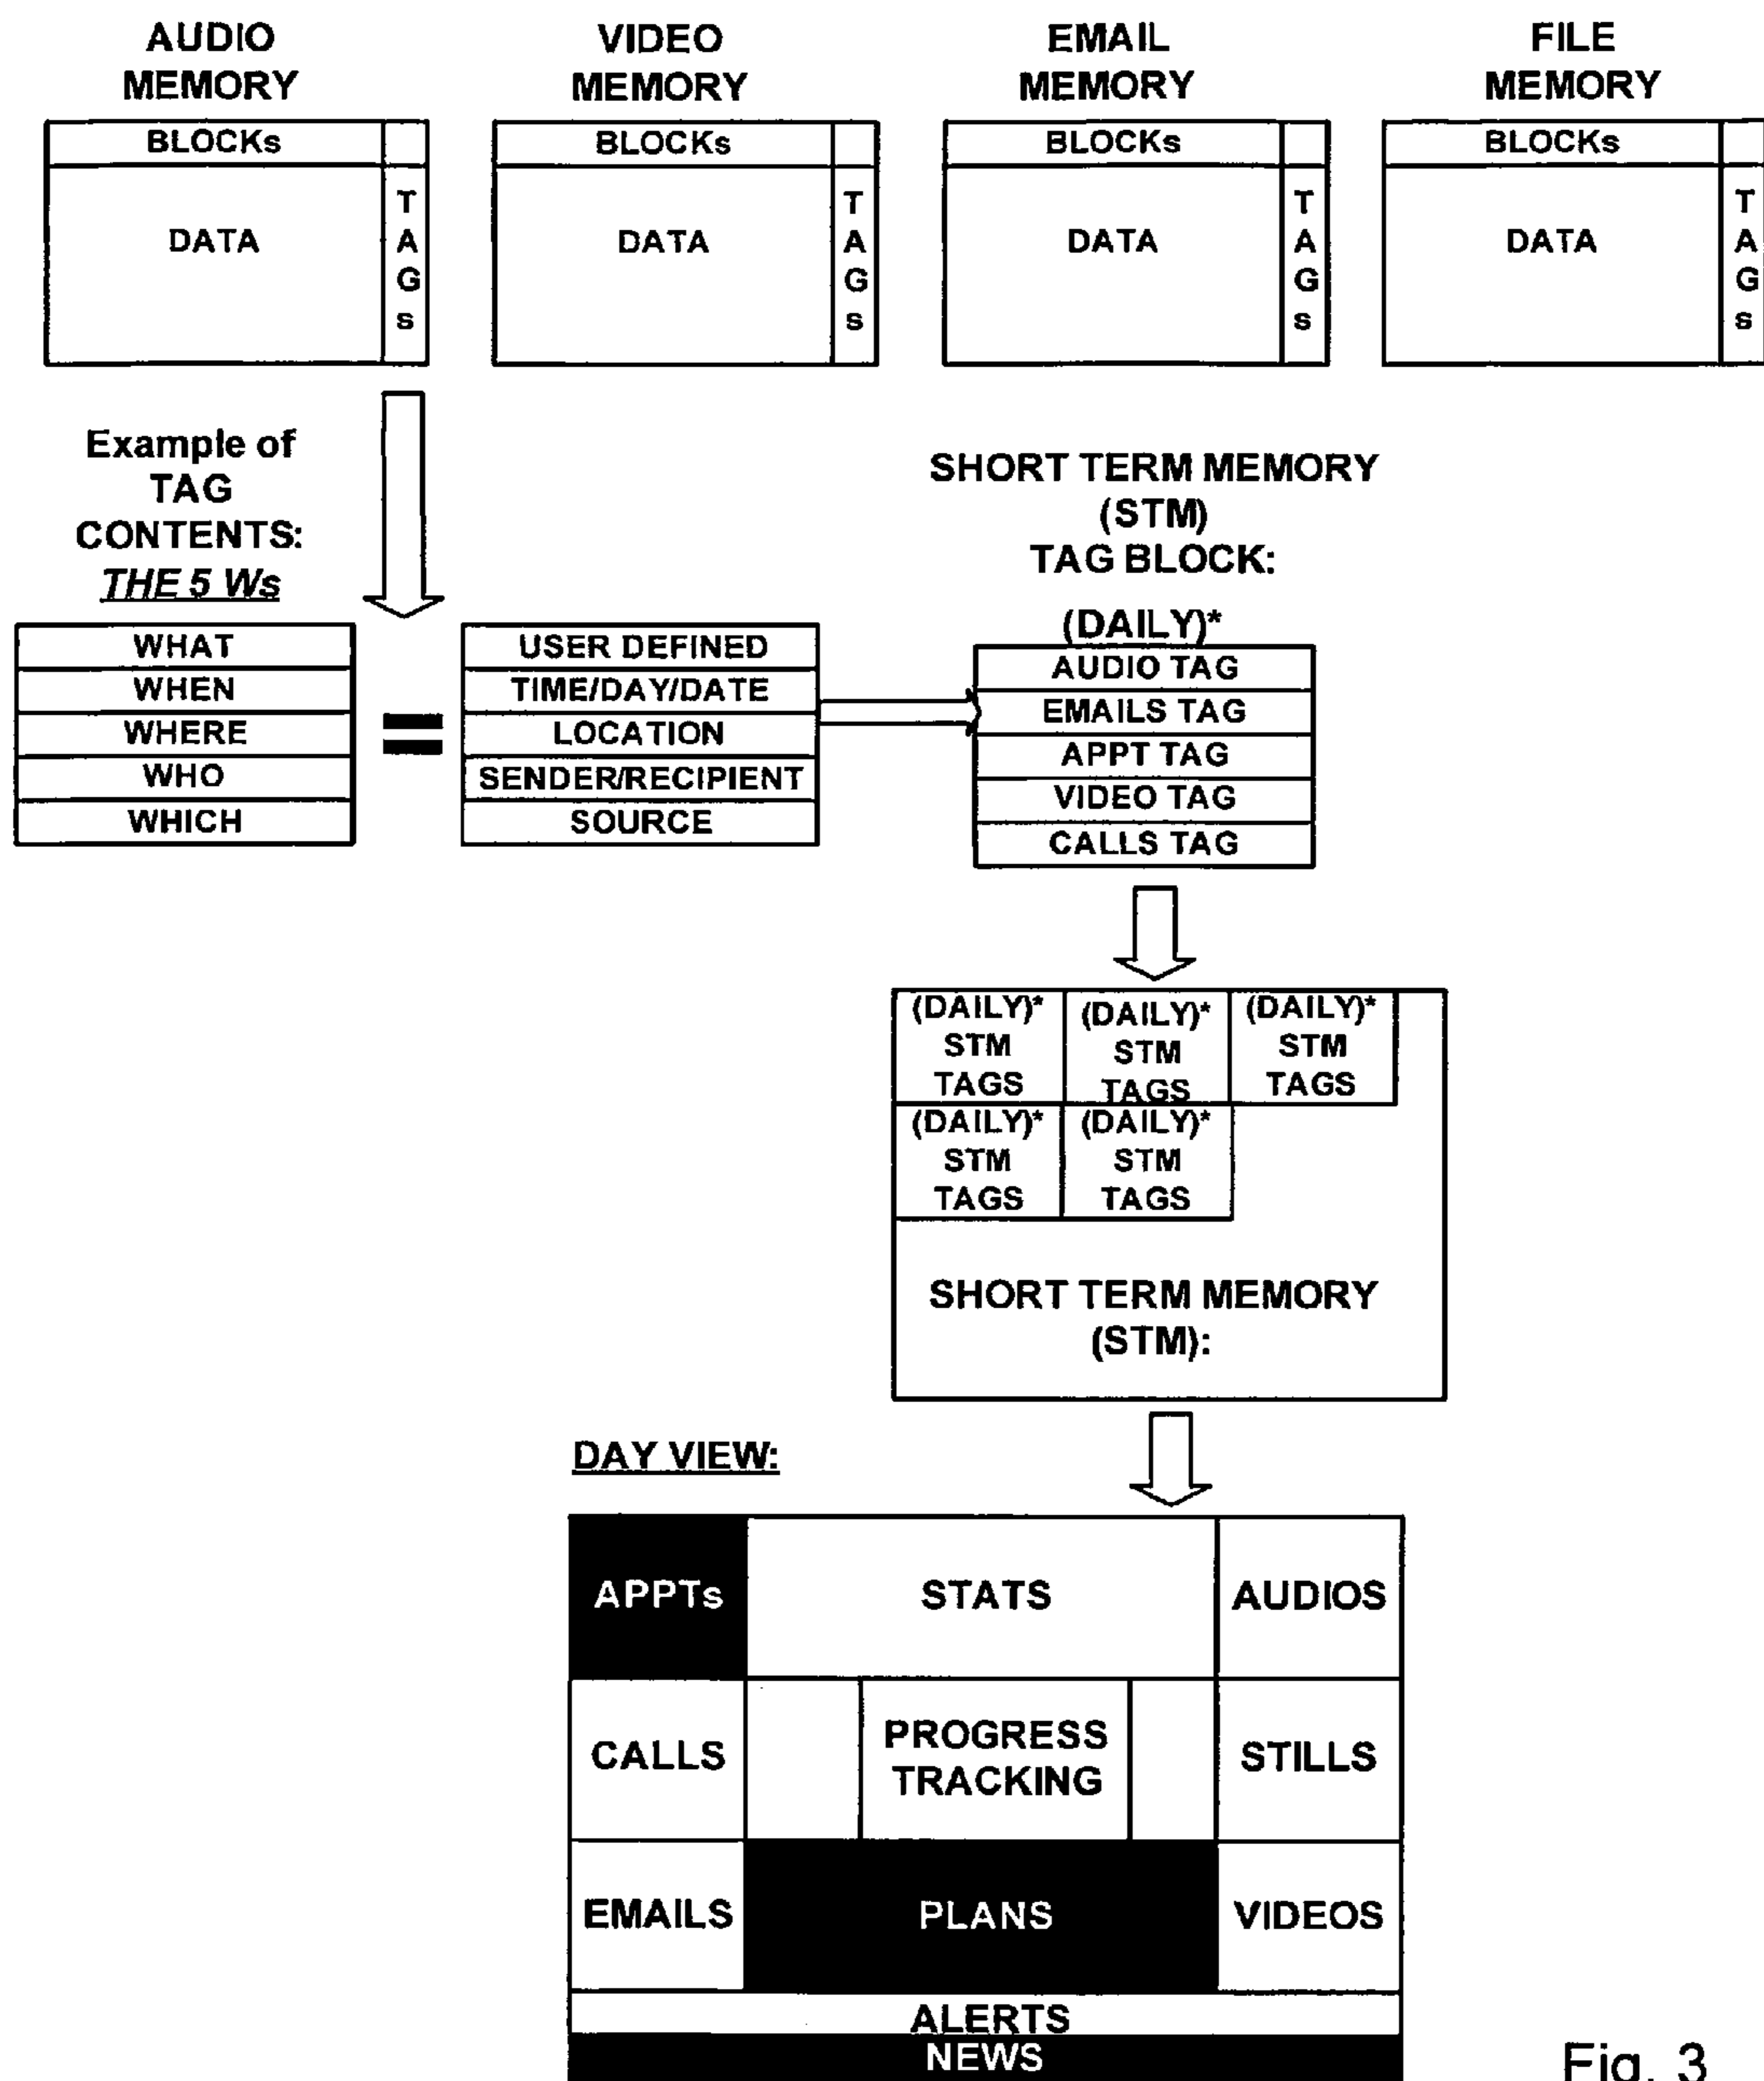 AUDIO
MEMORY
VIDEO
MEMORY
EMAIL
MEMORY
FILE
MEMORY
BLOCKs
DATA
TAGs
BLOCKs
DATA
TAGs
BLOCKs
DATA
TAGs
BLOCKs
DATA
TAGs
Example of
TAG
CONTENTS:
THE 5 Ws
WHAT
WHEN
WHERE
WHO
WHICH
=
USER DEFINED
TIME/DAY/DATE
LOCATION
SENDER/RECIPIENT
SOURCE
SHORT TERM MEMORY
(STM)
TAG BLOCK:
(DAILY)*
AUDIO TAG
EMAILS TAG
APPT TAG
VIDEO TAG
CALLS TAG
(DAILY)*
STM
TAGS
(DAILY)*
STM
TAGS
(DAILY)*
STM
TAGS
(DAILY)*
STM
TAGS
(DAILY)*
STM
TAGS
SHORT TERM MEMORY
(STM):
DAY VIEW:
APPTs
STATS
AUDIOS
CALLS
PROGRESS
TRACKING
STILLS
EMAILS
PLANS
VIDEOS
ALERTS
NEWS
Fig. 3